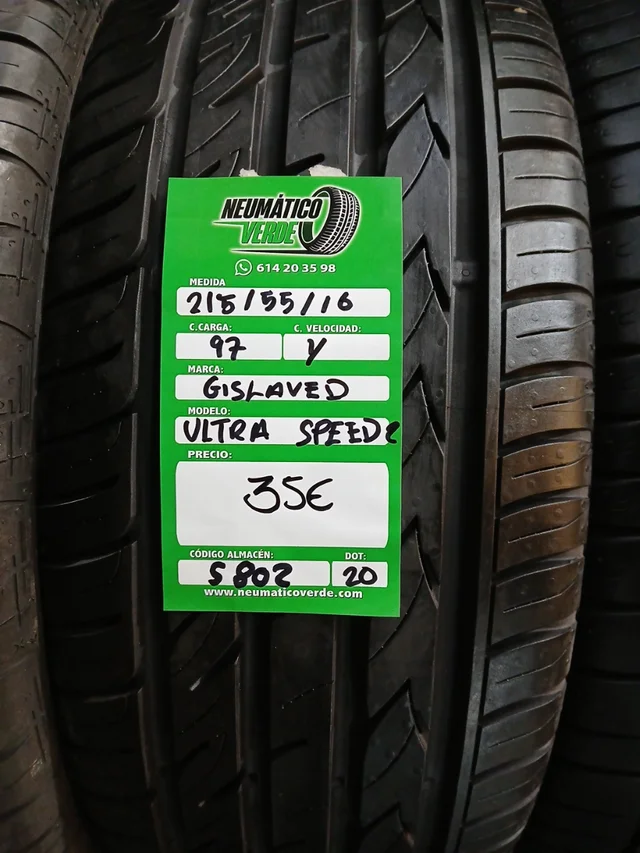 NEUMÁTICO
VERDE
614 20 35 98
MEDIDA
215/55/16
C.CARGA: C. VELOCIDAD:
97 Y
MARCA:
GISLAVED
MODELO:
ULTRA SPEED2
PRECIO:
35€
CÓDIGO ALMACÉN: DOT:
S802 20
www.neumaticoverde.com